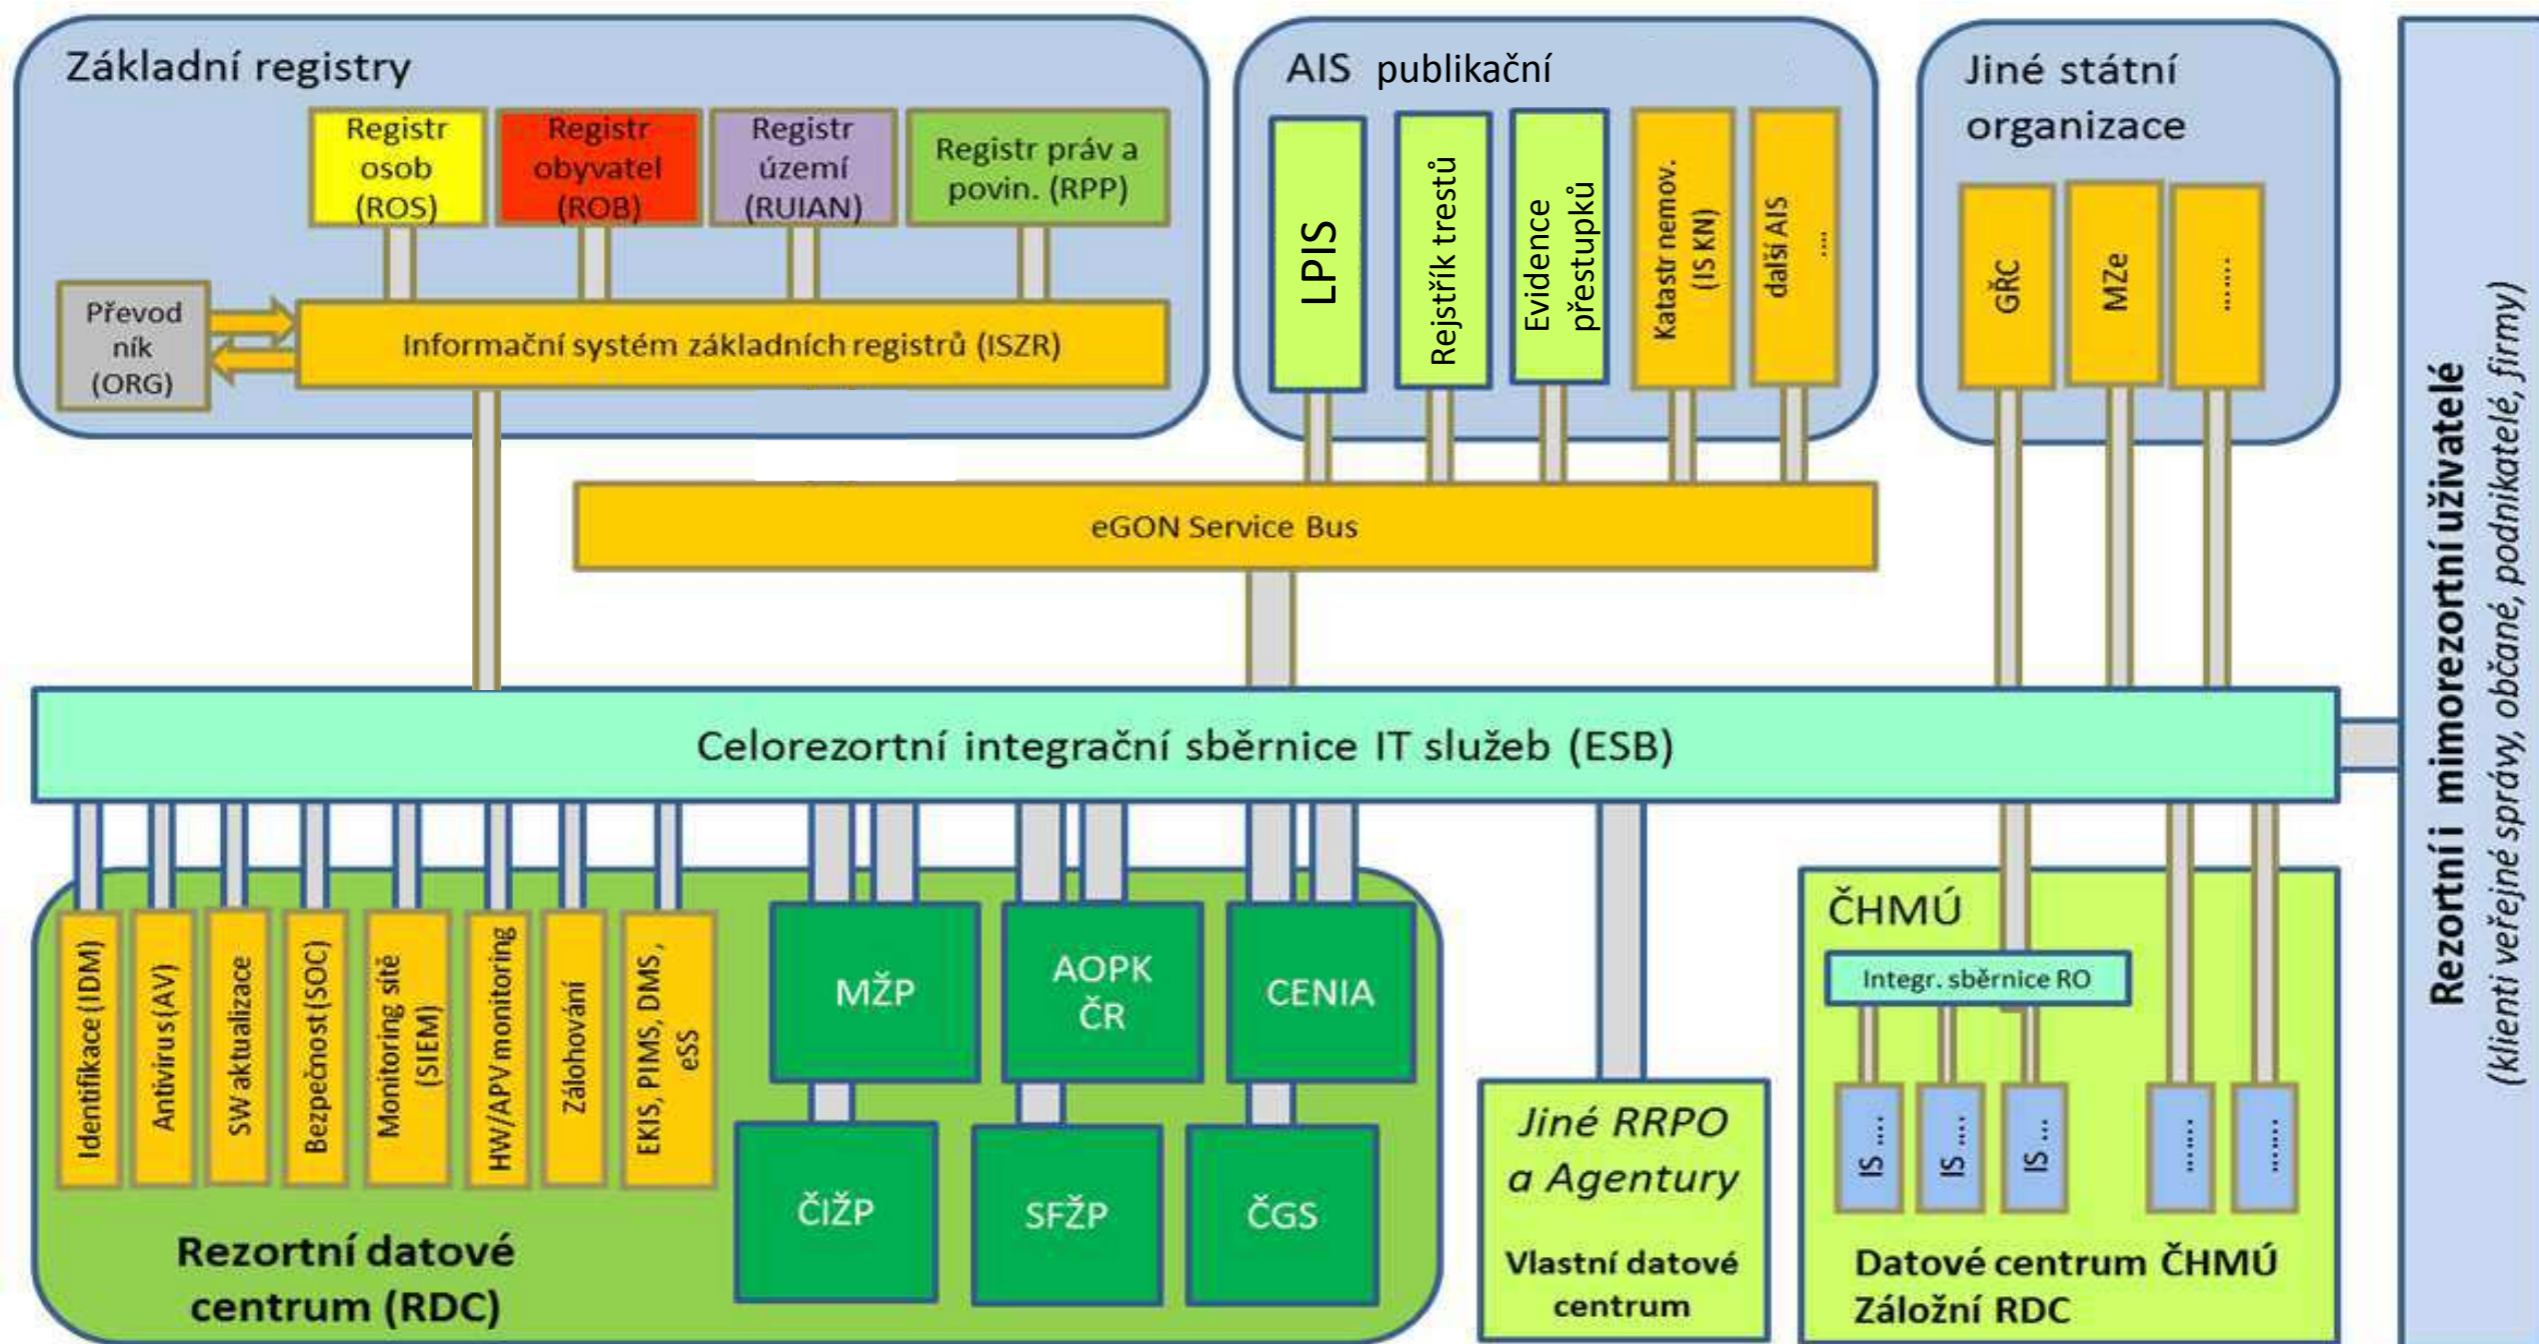 Základní registry
Registr
osob
(ROS)
Registr
obyvatel
(ROB)
Registr
území
(RUIAN)
Registr práv a
povin. (RPP)
Převod
ník
(ORG)
Informační systém základních registrů (ISZR)
AIS publikační
LPIS
Rejstřík trestů
Evidence
přestupků
Katastr nemov.
(IS KN)
další AIS
....
Jiné státní
organizace
GŘC
MZe
......
eGON Service Bus
Celorezortní integrační sběrnice IT služeb (ESB)
Rezortní i mimorezortní uživatelé
(klienti veřejné správy, občané, podnikatelé, firmy)
Identifikace (IDM)
Antivirus (AV)
SW aktualizace
Bezpečnost (SOC)
Monitoring sítě
(SIEM)
HW/APV monitoring
Zálohování
EKIS, PIMS, DMS,
eSS
MŽP
AOPK
ČR
CENIA
ČIŽP
SFŽP
ČGS
Rezortní datové
centrum (RDC)
Jiné RRPO
a Agentury
Vlastní datové
centrum
ČHMÚ
Integr. sběrnice RO
IS ....
IS ....
IS ...
......
......
Datové centrum ČHMÚ
Záložní RDC